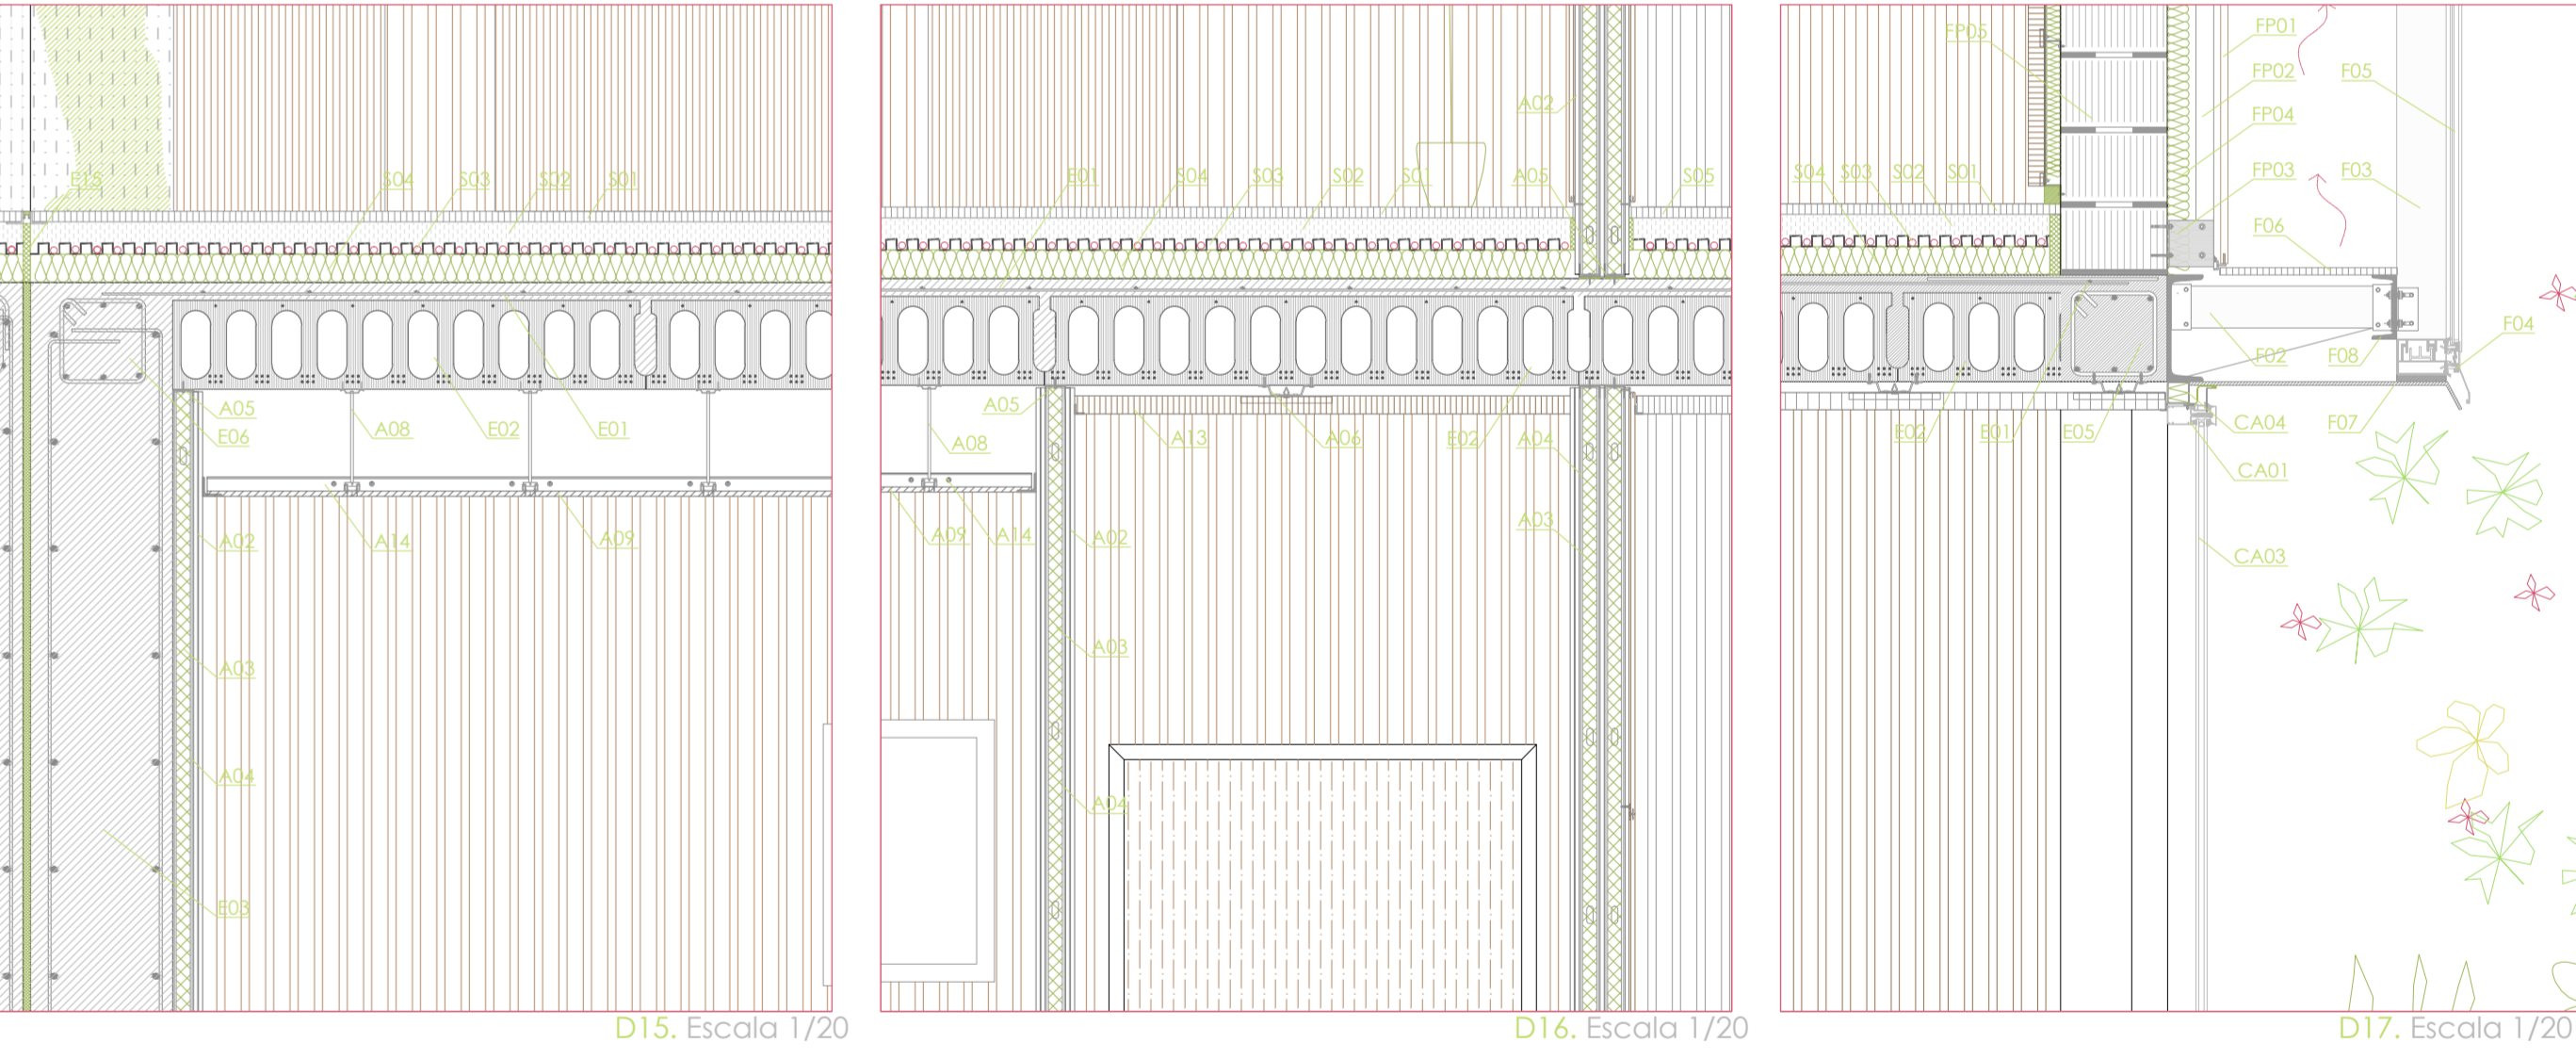 E15 S04 S03 S02 S01
A05
E06 A08 E02 E01
A02 A14 A09
A03
A04
E03
D15. Escala 1/20
A02
E01 S04 S03 S02 S01 A05 S05
A05 A08 A13 A06 E02 A04
A09 A14 A02 A03
A03
A04
D16. Escala 1/20
FP05 FP01
FP02 F05
FP04
S04 S03 S02 S01 FP03 F03
F06
F04
F02 F08
E02 E01 E05 CA04 F07
CA01
CA03
D17. Escala 1/20